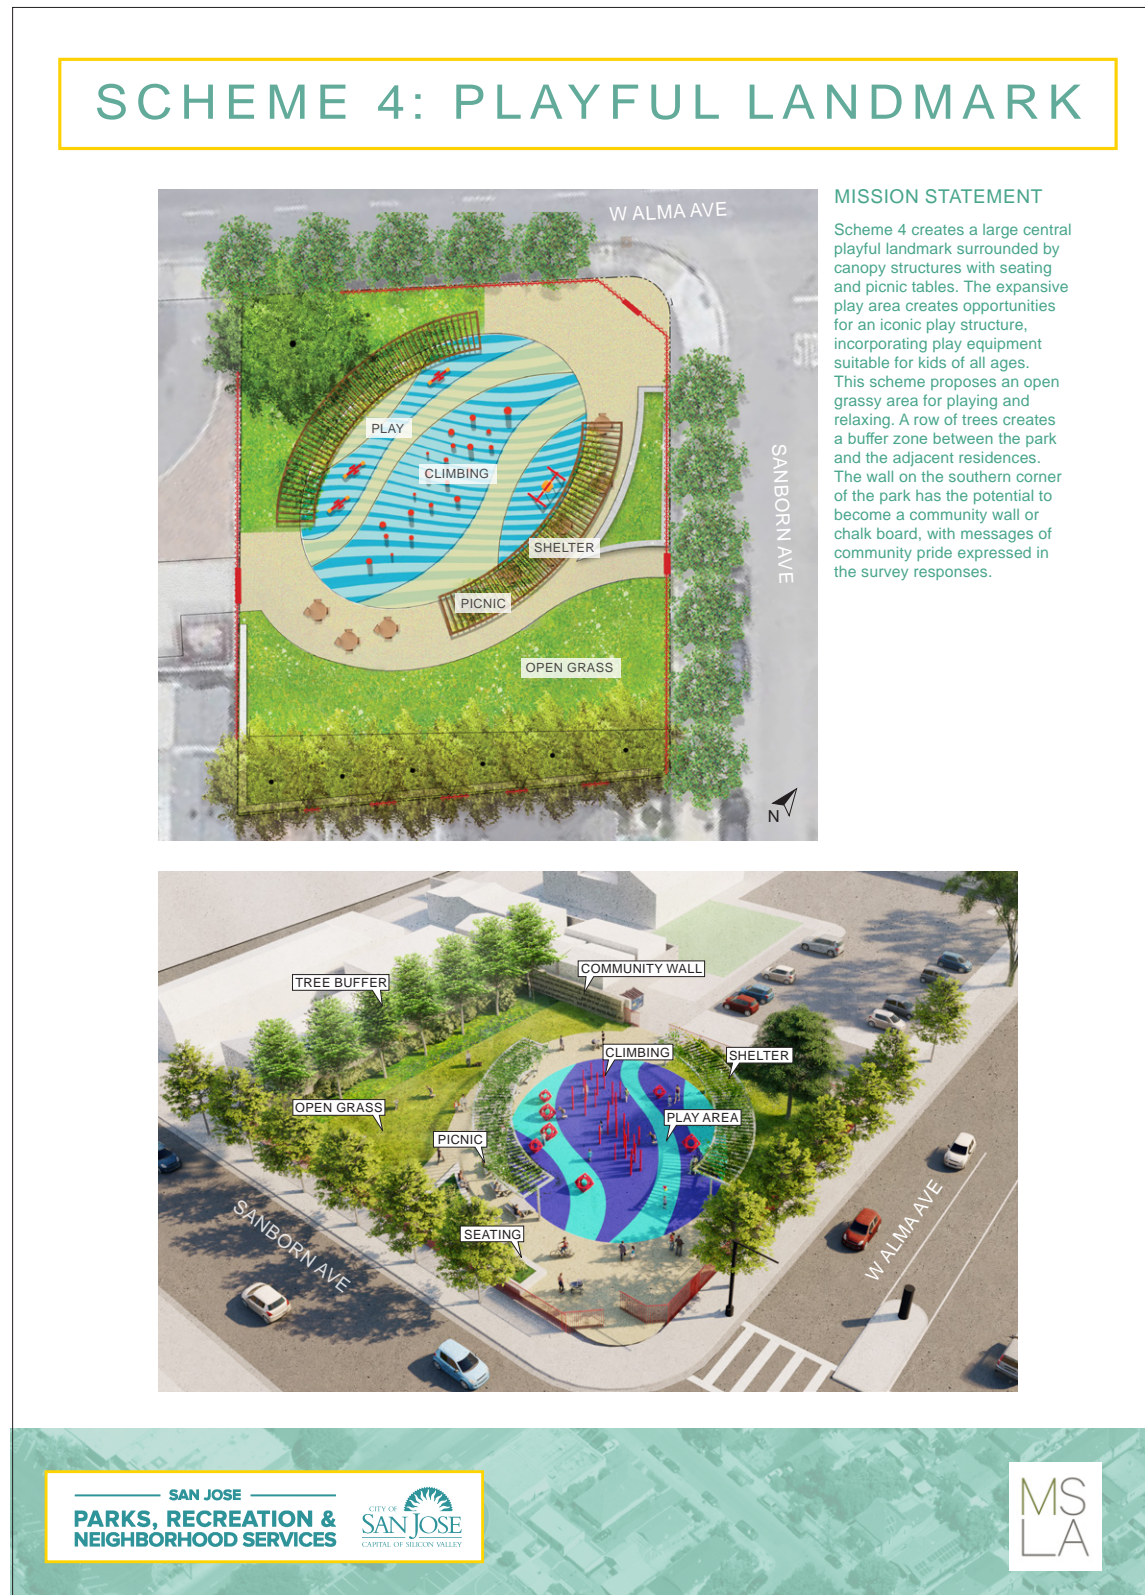 SCHEME 4: PLAYFUL LANDMARK
W ALMA AVE
SANBORN AVE
PLAY
CLIMBING
SHELTER
PICNIC
OPEN GRASS
N
MISSION STATEMENT
Scheme 4 creates a large central
playful landmark surrounded by
canopy structures with seating
and picnic tables. The expansive
play area creates opportunities
for an iconic play structure,
incorporating play equipment
suitable for kids of all ages.
This scheme proposes an open
grassy area for playing and
relaxing. A row of trees creates
a buffer zone between the park
and the adjacent residences.
The wall on the southern corner
of the park has the potential to
become a community wall or
chalk board, with messages of
community pride expressed in
the survey responses.
COMMUNITY WALL
TREE BUFFER
CLIMBING
SHELTER
OPEN GRASS
PLAY AREA
PICNIC
SEATING
SANBORN AVE
W ALMA AVE
SAN JOSE
PARKS, RECREATION &
NEIGHBORHOOD SERVICES
CITY OF
SAN JOSE
CAPITAL OF SILICON VALLEY
MS
LA